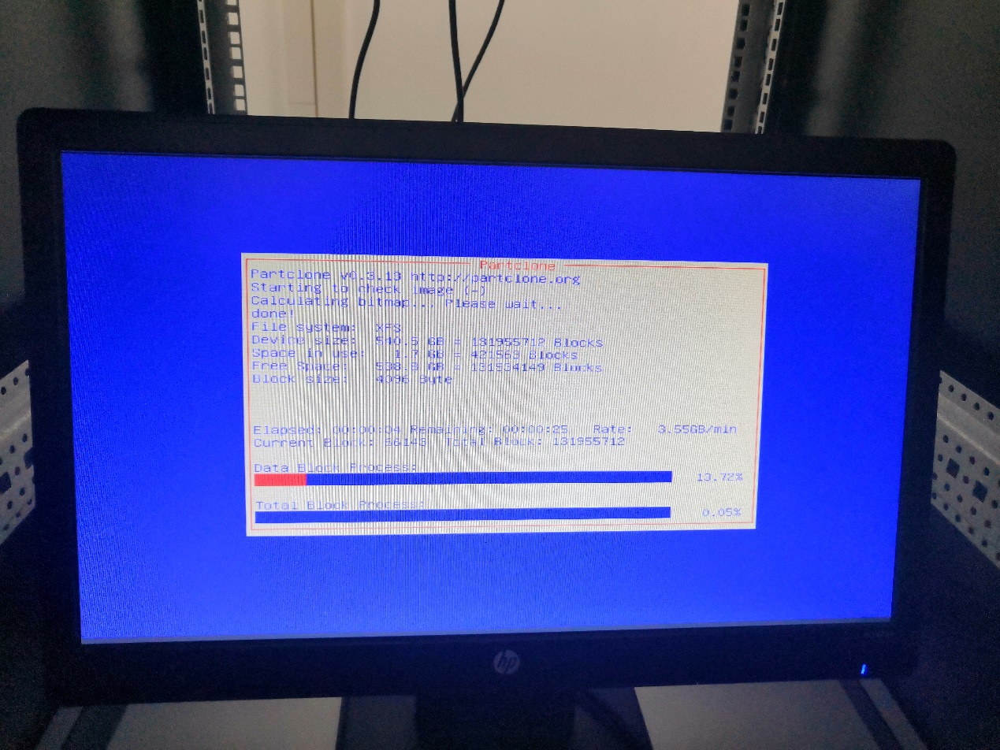 Partclone
Partclone v0.3.13 http://partclone.org
Starting to check image (-)
Calculating bitmap... Please wait...
done!
File system: XFS
Device size: 540.5 GB = 131955712 Blocks
Space in use: 1.7 GB = 421563 Blocks
Free Space: 538.8 GB = 131534149 Blocks
Block size: 4096 Byte
Elapsed: 00:00:04 Remaining: 00:00:25 Rate: 3.55GB/min
Current Block: 56143 Total Block: 131955712
Data Block Process:
13.72%
Total Block Process:
0.05%
hp